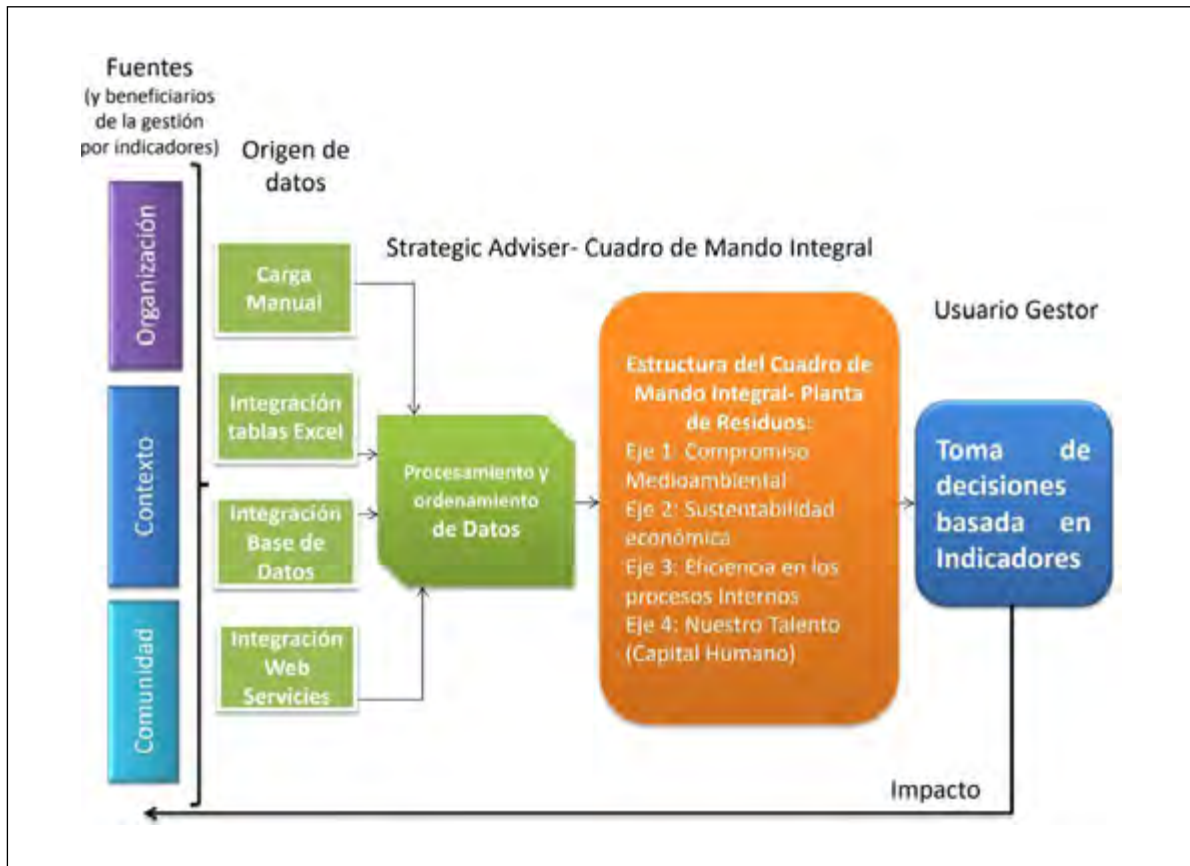 Fuentes
(y beneficiarios
de la gestión
por indicadores)
Organización
Contexto
Comunidad
Origen de
datos
Carga
Manual
Integración
tablas Excel
Integración
Base de
Datos
Integración
Web
Servicies
Strategic Adviser- Cuadro de Mando Integral
Procesamiento y
ordenamiento
de Datos
Estructura del Cuadro de
Mando Integral- Planta
de Residuos:
Eje 1: Compromiso
Medioambiental
Eje 2: Sustentabilidad
económica
Eje 3: Eficiencia en los
procesos Internos
Eje 4: Nuestro Talento
(Capital Humano)
Usuario Gestor
Toma de
decisiones
basada en
Indicadores
Impacto